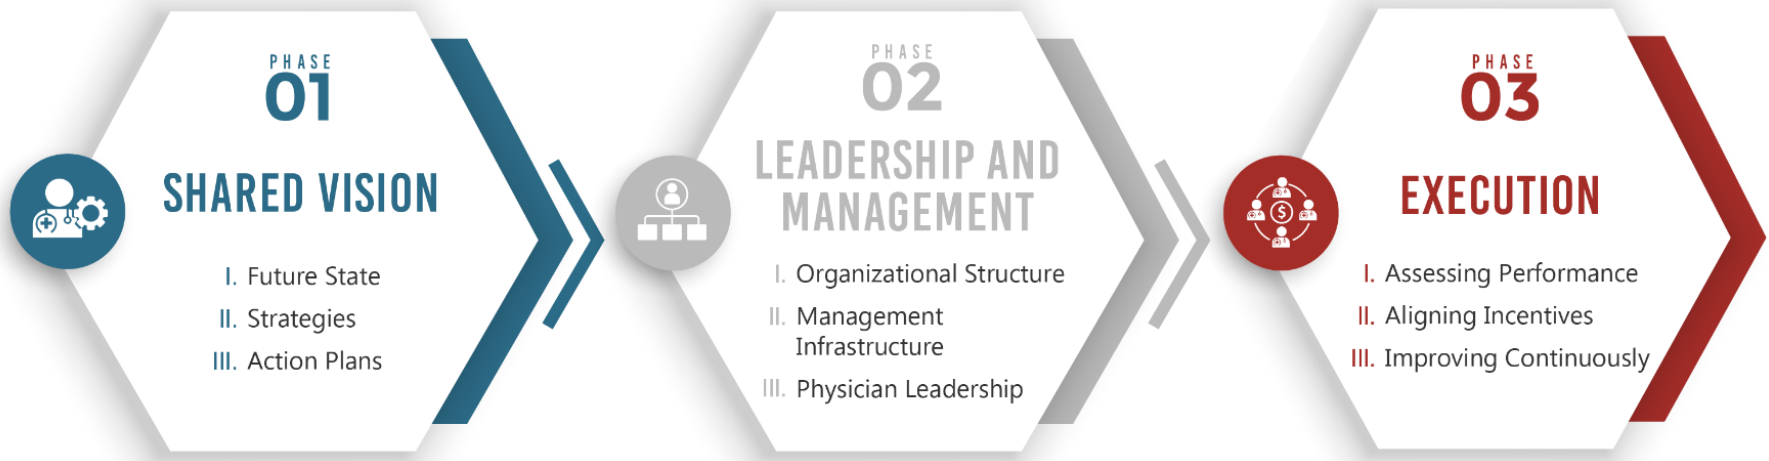 PHASE
01
SHARED VISION
I. Future State
II. Strategies
III. Action Plans
PHASE
02
LEADERSHIP AND
MANAGEMENT
I. Organizational Structure
II. Management
Infrastructure
III. Physician Leadership
PHASE
03
EXECUTION
$
I. Assessing Performance
II. Aligning Incentives
III. Improving Continuously